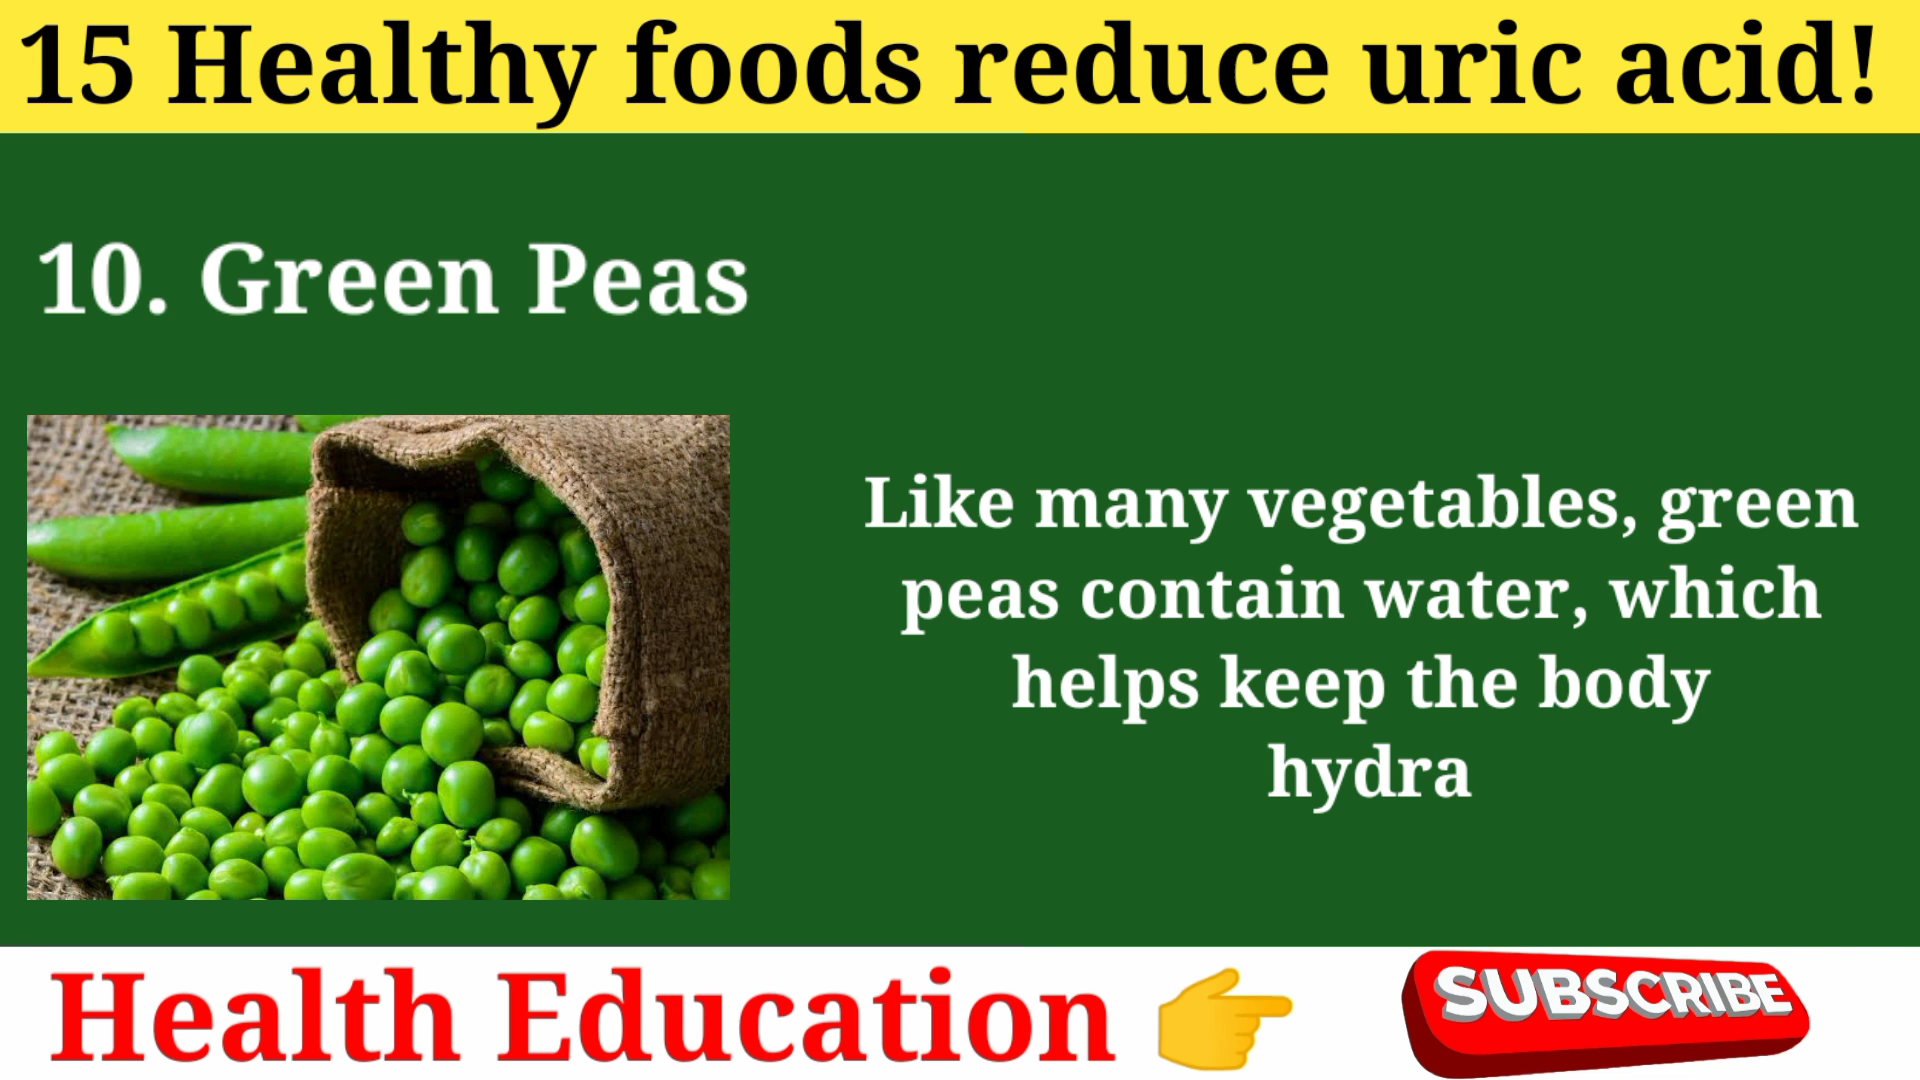 15 Healthy foods reduce uric acid!
10. Green Peas
Like many vegetables, green
peas contain water, which
helps keep the body
hydra
Health Education 👉
SUBSCRIBE